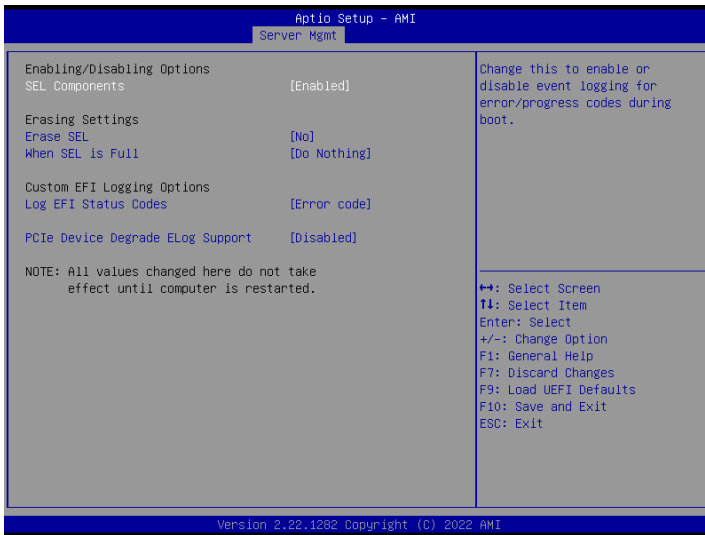 Aptio Setup - AMI
Server Mgmt
Enabling/Disabling Options
SEL Components [Enabled]
Erasing Settings
Erase SEL [No]
When SEL is Full [Do Nothing]
Custom EFI Logging Options
Log EFI Status Codes [Error code]
PCIe Device Degrade ELog Support [Disabled]
NOTE: All values changed here do not take
effect until computer is restarted.
Change this to enable or
disable event logging for
error/progress codes during
boot.
↔: Select Screen
↑↓: Select Item
Enter: Select
+/-: Change Option
F1: General Help
F7: Discard Changes
F9: Load UEFI Defaults
F10: Save and Exit
ESC: Exit
Version 2.22.1282 Copyright (C) 2022 AMI